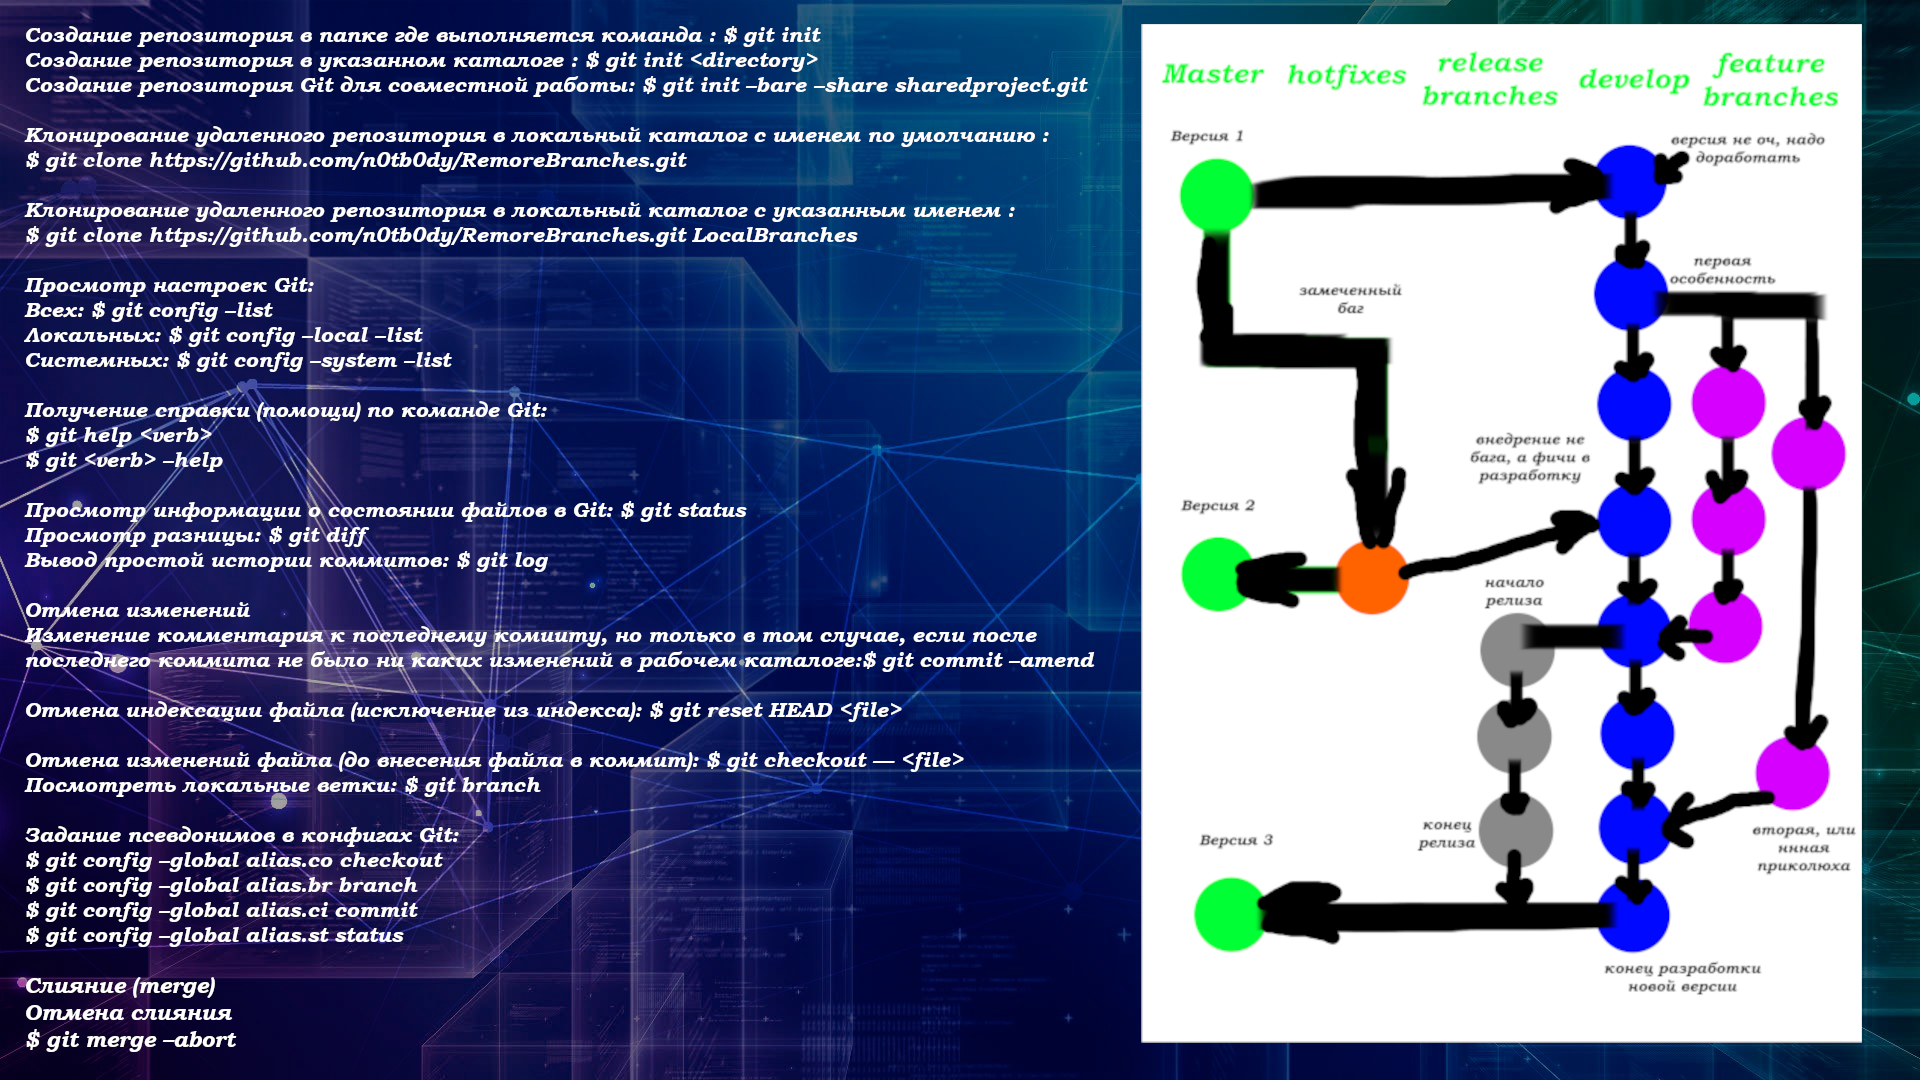 Создание репозитория в папке где выполняется команда : $ git init
Создание репозитория в указанном каталоге : $ git init <directory>
Создание репозитория Git для совместной работы: $ git init –bare –share sharedproject.git
Клонирование удаленного репозитория в локальный каталог с именем по умолчанию :
$ git clone https://github.com/n0tb0dy/RemoreBranches.git
Клонирование удаленного репозитория в локальный каталог с указанным именем :
$ git clone https://github.com/n0tb0dy/RemoreBranches.git LocalBranches
Просмотр настроек Git:
Всех: $ git config –list
Локальных: $ git config –local –list
Системных: $ git config –system –list
Получение справки (помощи) по команде Git:
$ git help <verb>
$ git <verb> –help
Просмотр информации о состоянии файлов в Git: $ git status
Просмотр разницы: $ git diff
Вывод простой истории коммитов: $ git log
Отмена изменений
Изменение комментария к последнему комииту, но только в том случае, если после
последнего коммита не было ни каких изменений в рабочем каталоге:$ git commit –amend
Отмена индексации файла (исключение из индекса): $ git reset HEAD <file>
Отмена изменений файла (до внесения файла в коммит): $ git checkout — <file>
Посмотреть локальные ветки: $ git branch
Задание псевдонимов в конфигах Git:
$ git config –global alias.co checkout
$ git config –global alias.br branch
$ git config –global alias.ci commit
$ git config –global alias.st status
Слияние (merge)
Отмена слияния
$ git merge –abort
Master
hotfixes
release
branches
develop
feature
branches
Версия 1
версия не оч, надо
доработать
первая
особенность
замеченный
баг
внедрение не
бага, а фичи в
разработку
Версия 2
начало
релиза
конец
релиза
Версия 3
вторая, или
ннная
приколюха
конец разработки
новой версии